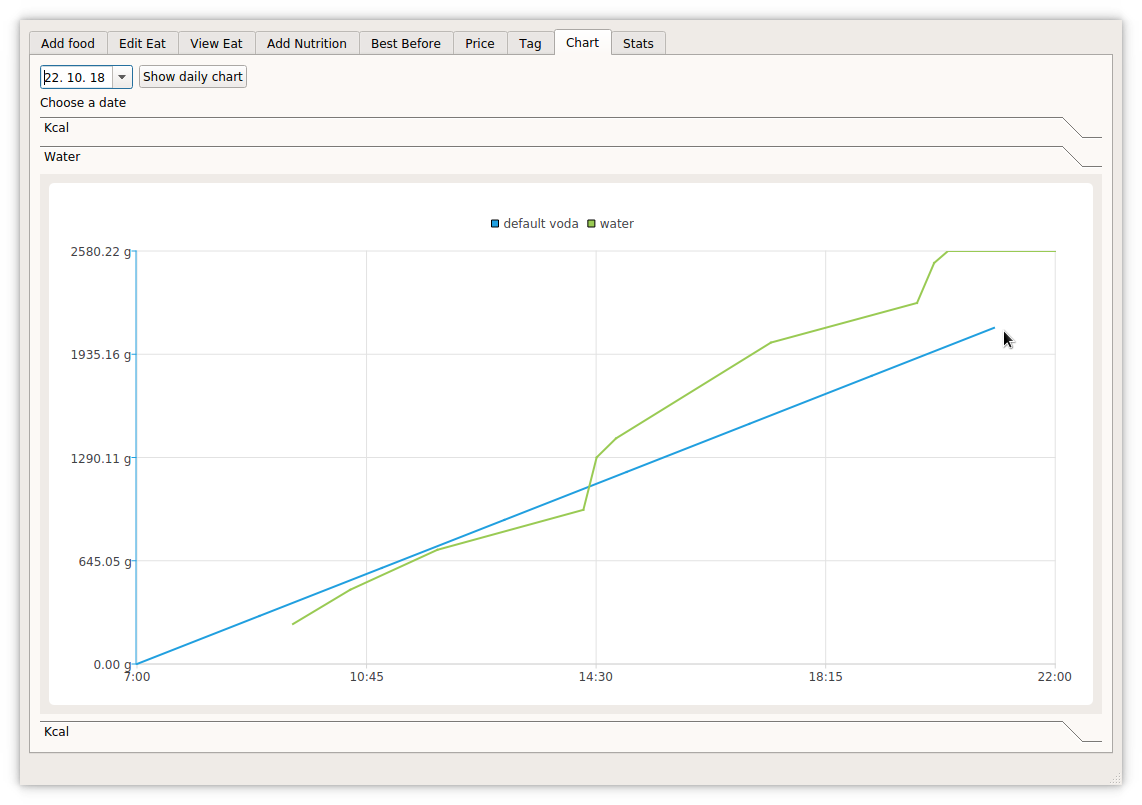 Add food Edit Eat View Eat Add Nutrition Best Before Price Tag Chart Stats
22. 10. 18 Show daily chart
Choose a date
Kcal
Water
default voda water
2580.22 g
1935.16 g
1290.11 g
645.05 g
0.00 g
7:00 10:45 14:30 18:15 22:00
Kcal